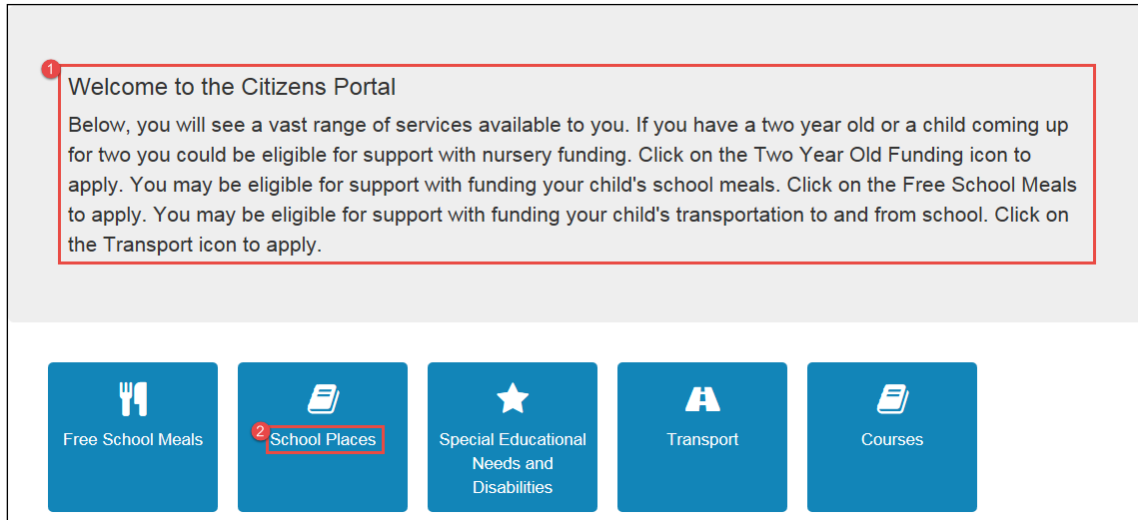 1
Welcome to the Citizens Portal
Below, you will see a vast range of services available to you. If you have a two year old or a child coming up
for two you could be eligible for support with nursery funding. Click on the Two Year Old Funding icon to
apply. You may be eligible for support with funding your child's school meals. Click on the Free School Meals
to apply. You may be eligible for support with funding your child's transportation to and from school. Click on
the Transport icon to apply.
Free School Meals
2
School Places
Special Educational
Needs and
Disabilities
Transport
Courses